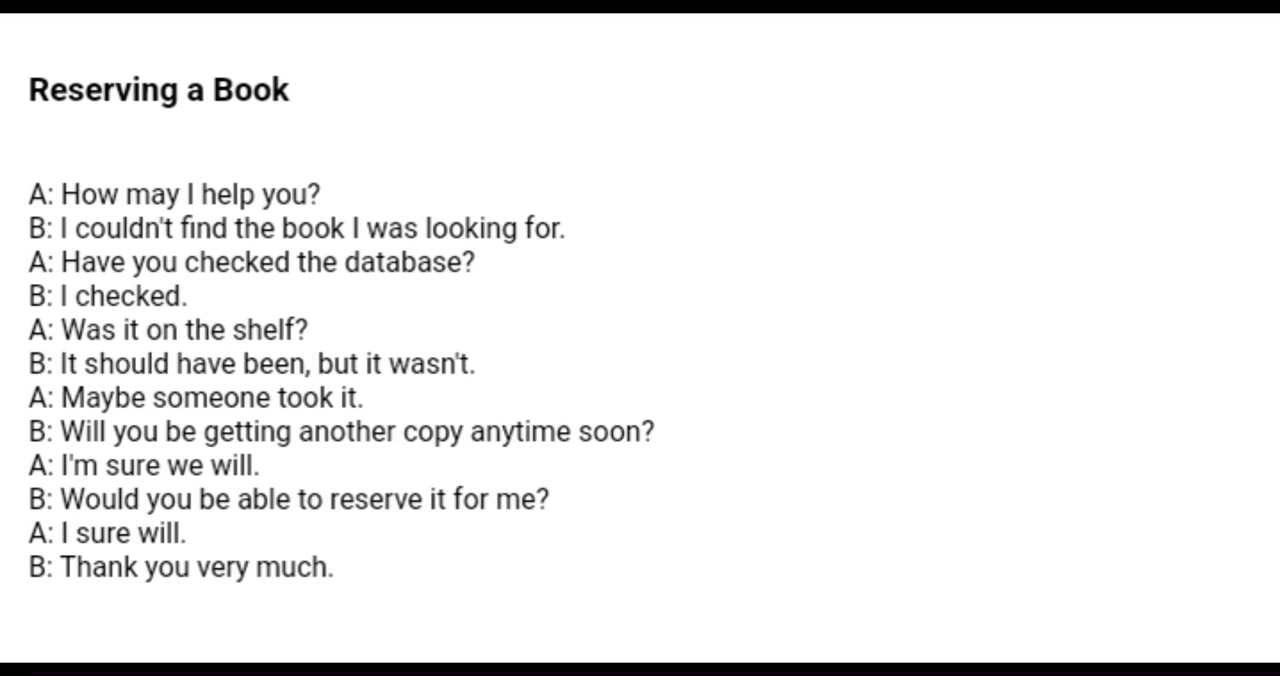 Reserving a Book
A: How may I help you?
B: I couldn't find the book I was looking for.
A: Have you checked the database?
B: I checked.
A: Was it on the shelf?
B: It should have been, but it wasn't.
A: Maybe someone took it.
B: Will you be getting another copy anytime soon?
A: I'm sure we will.
B: Would you be able to reserve it for me?
A: I sure will.
B: Thank you very much.